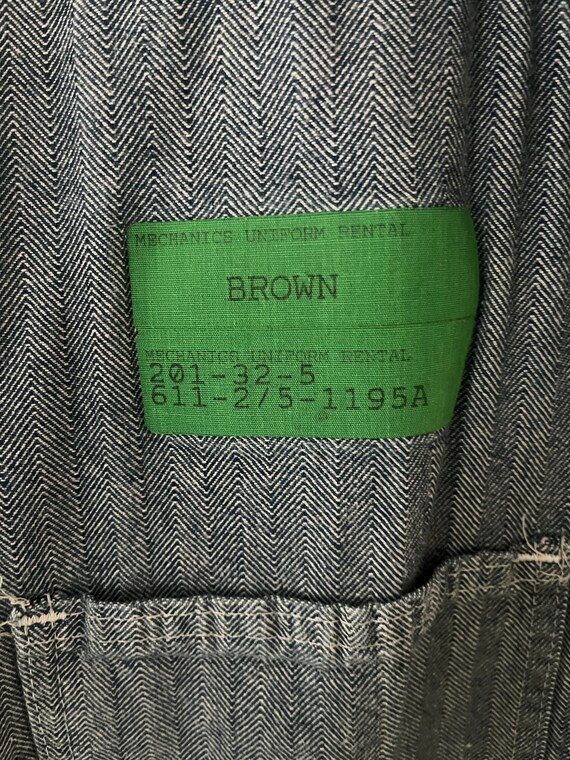 MECHANICS UNIFORM RENTAL
BROWN
MECHANICS UNIFORM RENTAL
201-32-5
611-2/5-1195A